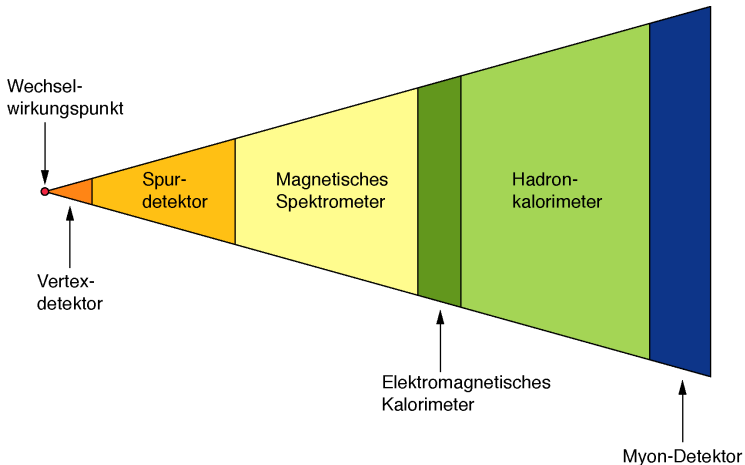 Wechsel-
wirkungspunkt
Vertex-
detektor
Spur-
detektor
Magnetisches
Spektrometer
Elektromagnetisches
Kalorimeter
Hadron-
kalorimeter
Myon-Detektor